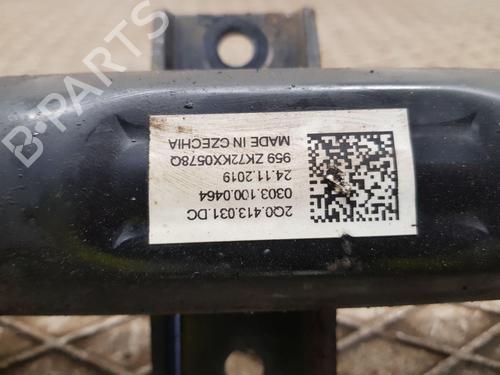 B-PARTS
2Q0.413.031.DC
0303.100.0464
24.11.2019
959 ZK72KX0578Q
MADE IN CZECHIA